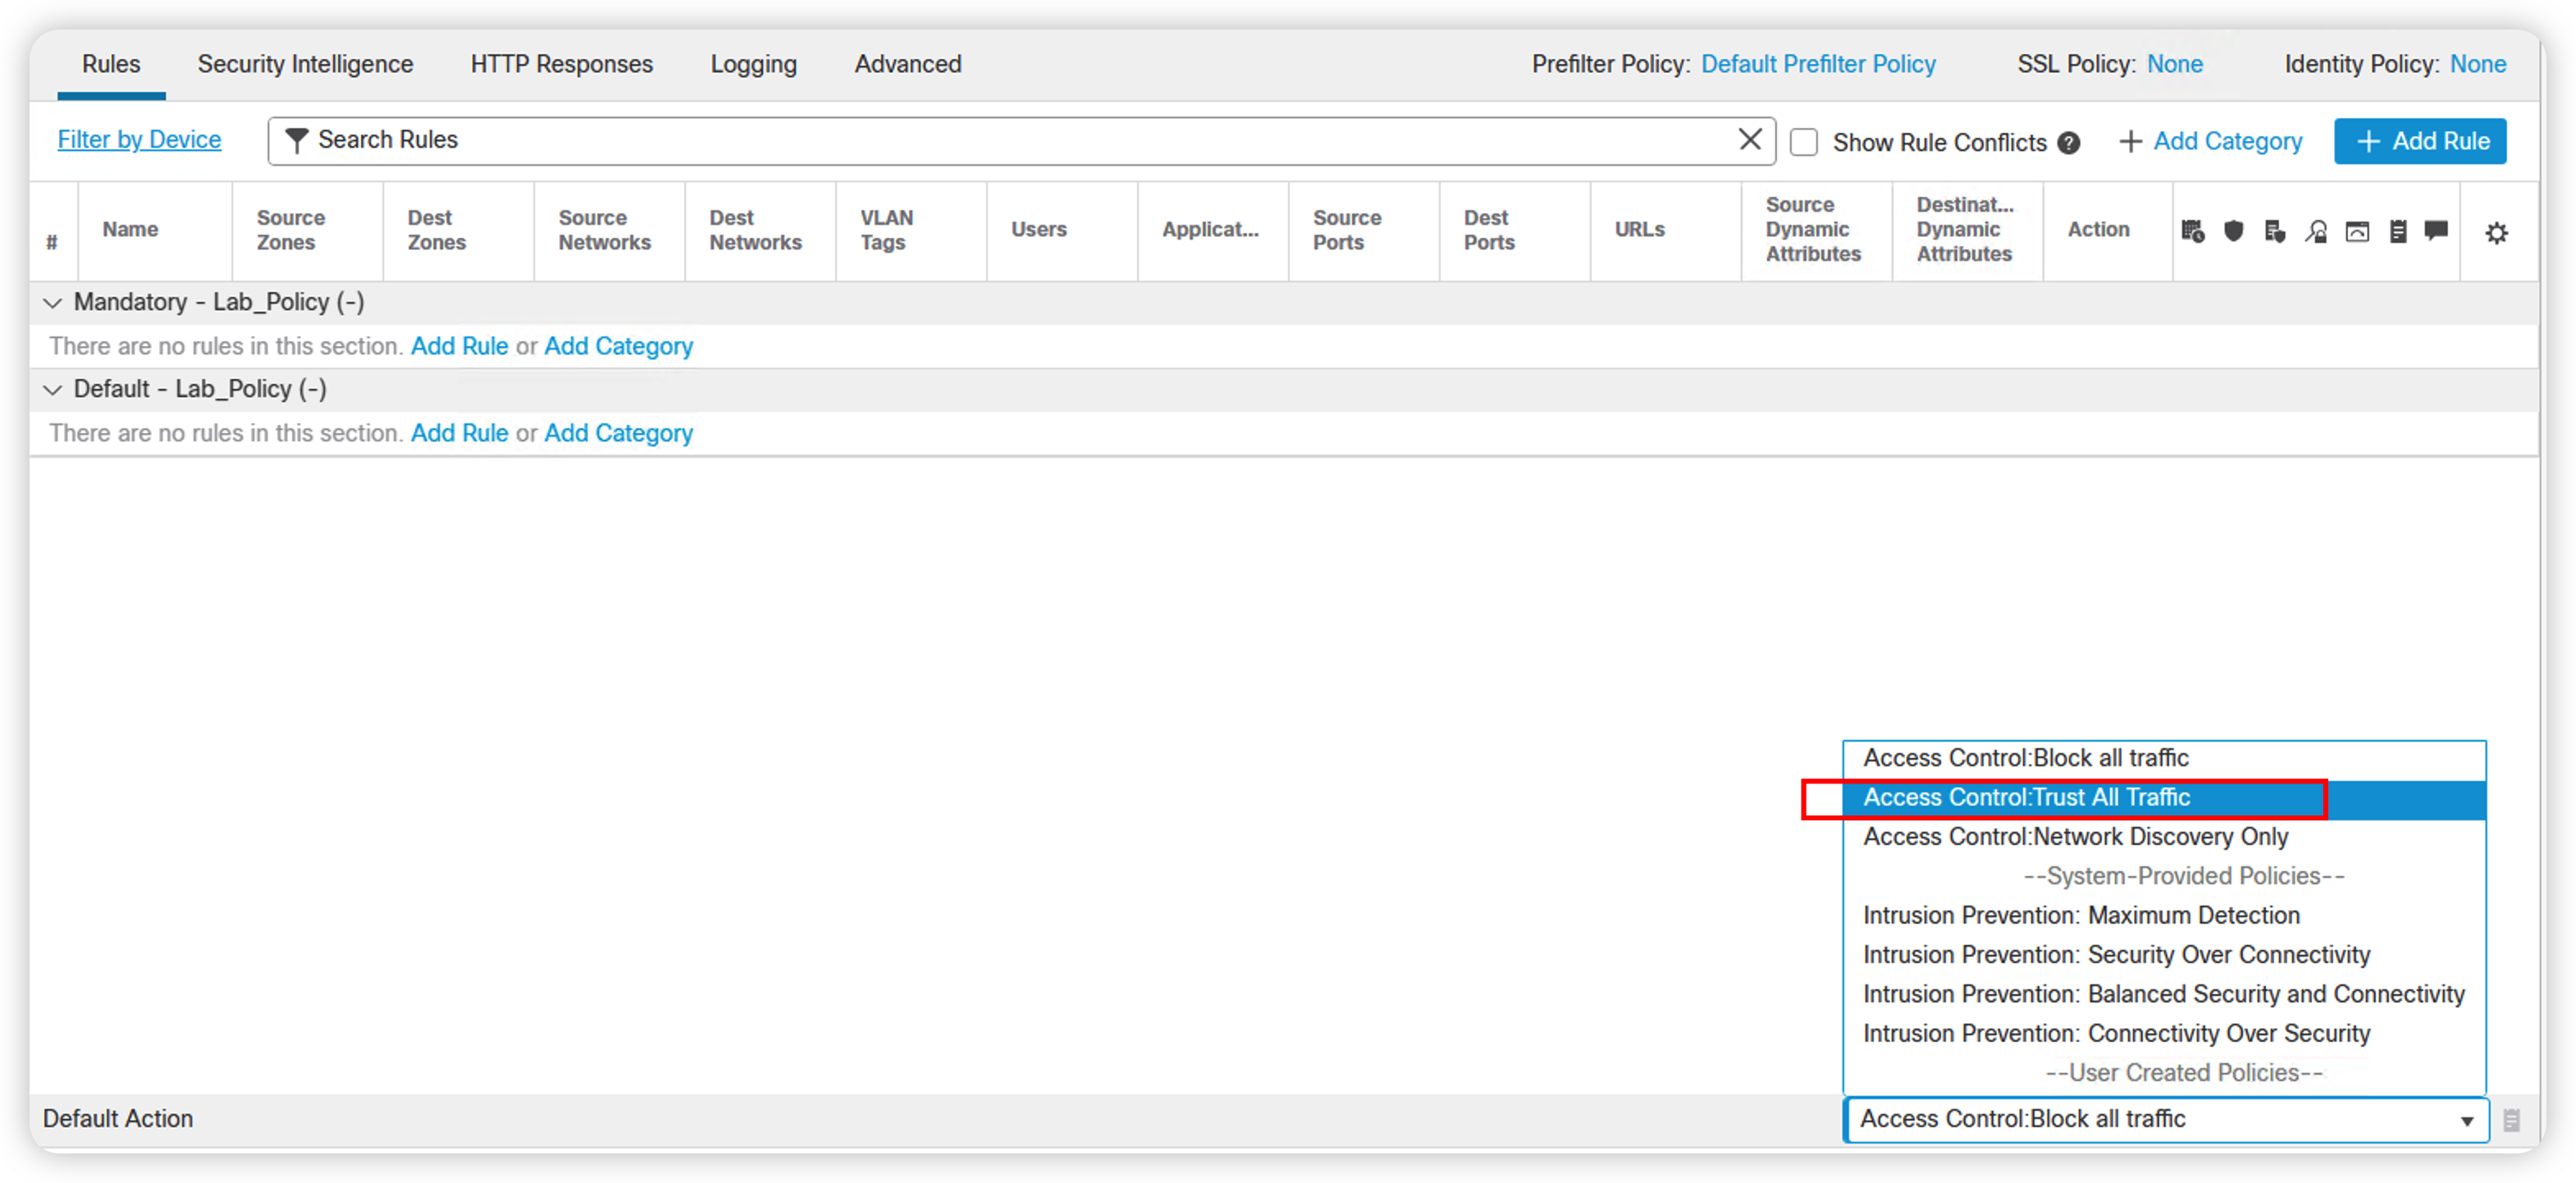 Rules Security Intelligence HTTP Responses Logging Advanced Prefilter Policy: Default Prefilter Policy SSL Policy: None Identity Policy: None
Filter by Device Search Rules Show Rule Conflicts ? + Add Category + Add Rule
# Name Source Zones Dest Zones Source Networks Dest Networks VLAN Tags Users Applicat... Source Ports Dest Ports URLs Source Dynamic Attributes Destinat... Dynamic Attributes Action
Mandatory - Lab_Policy (-)
There are no rules in this section. Add Rule or Add Category
Default - Lab_Policy (-)
There are no rules in this section. Add Rule or Add Category
Access Control:Block all traffic
Access Control:Trust All Traffic
Access Control:Network Discovery Only
--System-Provided Policies--
Intrusion Prevention: Maximum Detection
Intrusion Prevention: Security Over Connectivity
Intrusion Prevention: Balanced Security and Connectivity
Intrusion Prevention: Connectivity Over Security
--User Created Policies--
Default Action Access Control:Block all traffic